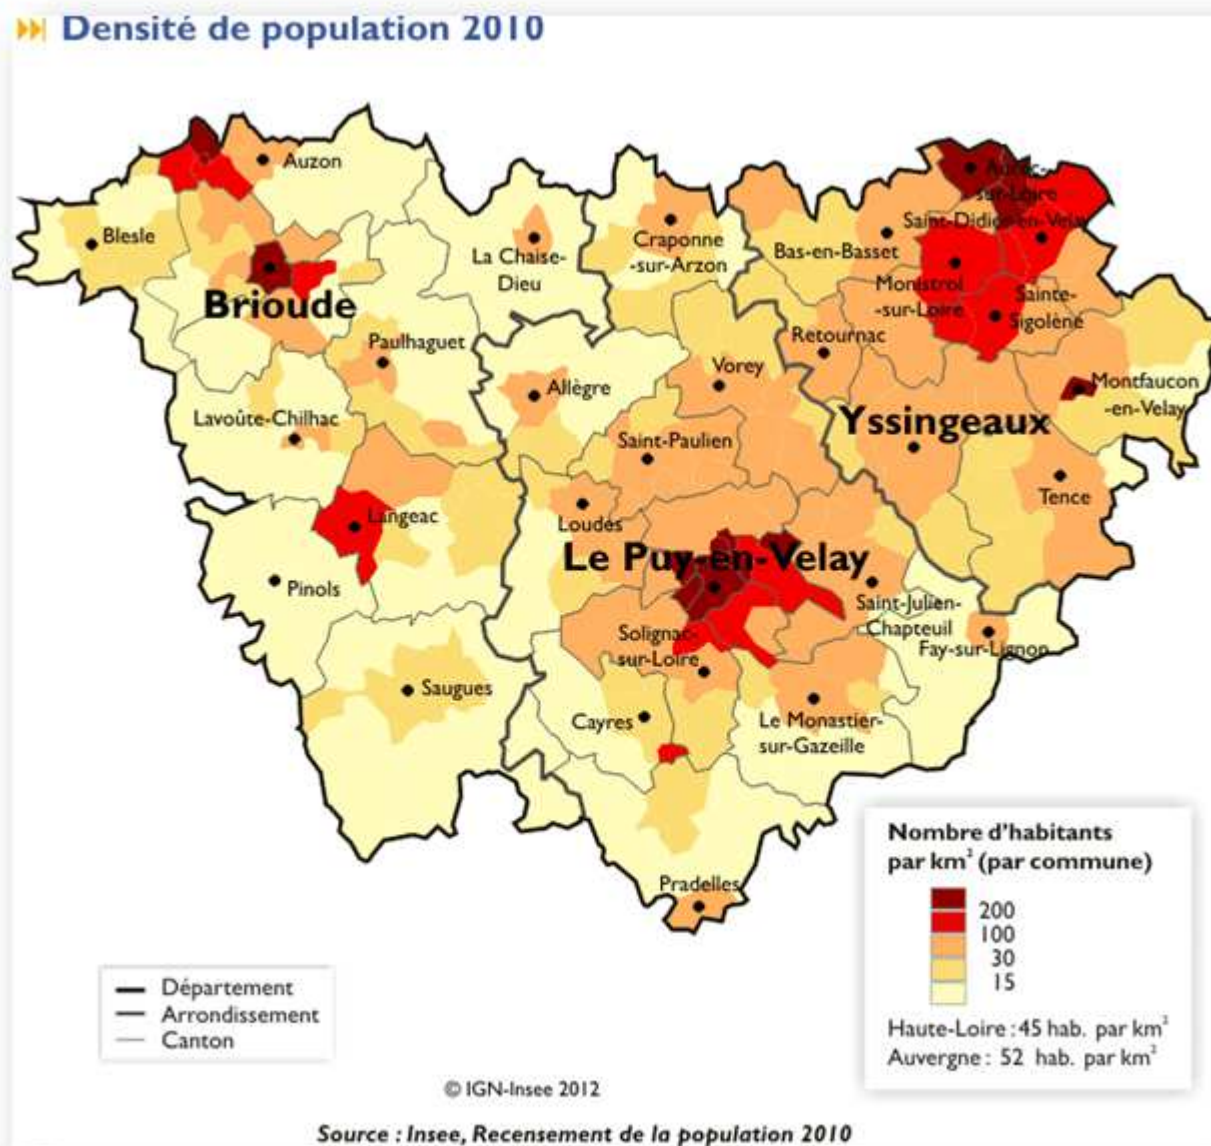 Densité de population 2010
Auzon
Blesle
La Chaise-
Dieu
Craponne
-sur-Arzon
Aurec-
-sur-Loire
Saint-Didier-en-Velay
Bas-en-Basset
Monistrol
-sur-Loire
Sainte-
Sigolène
Brioude
Paulhaguet
Retournac
Vorey
Allègre
Montfaucon
-en-Velay
Lavoûte-Chilhac
Yssingeaux
Saint-Paulien
Tence
Langeac
Loudes
Le Puy-en-Velay
Pinols
Saint-Julien-
Chapteuil
Solignac-
sur-Loire
Fay-sur-Lignon
Saugues
Cayres
Le Monastier-
sur-Gazeille
Pradelles
Nombre d'habitants
par km² (par commune)
200
100
30
15
Haute-Loire : 45 hab. par km²
Auvergne : 52 hab. par km²
Département
Arrondissement
Canton
© IGN-Insee 2012
Source : Insee, Recensement de la population 2010